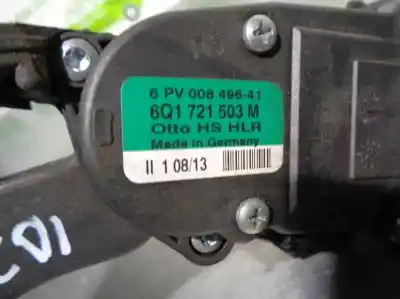 6 PV 008 496-41
6Q1 721 503 M
Otto HS HLR
Made in Germany
II 1 08/13